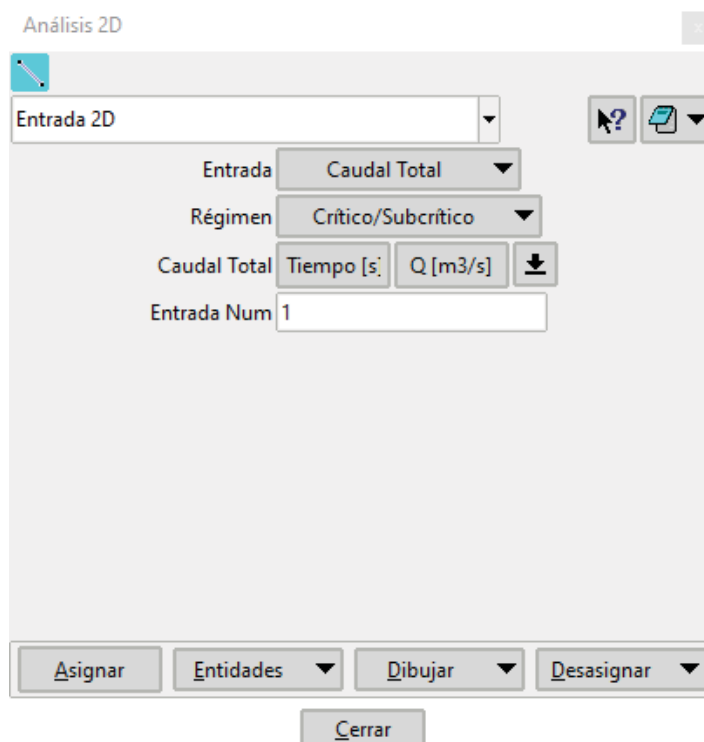 Análisis 2D
Entrada 2D
Entrada Caudal Total
Régimen Crítico/Subcrítico
Caudal Total Tiempo [s] Q [m3/s]
Entrada Num 1
Asignar Entidades Dibujar Desasignar
Cerrar